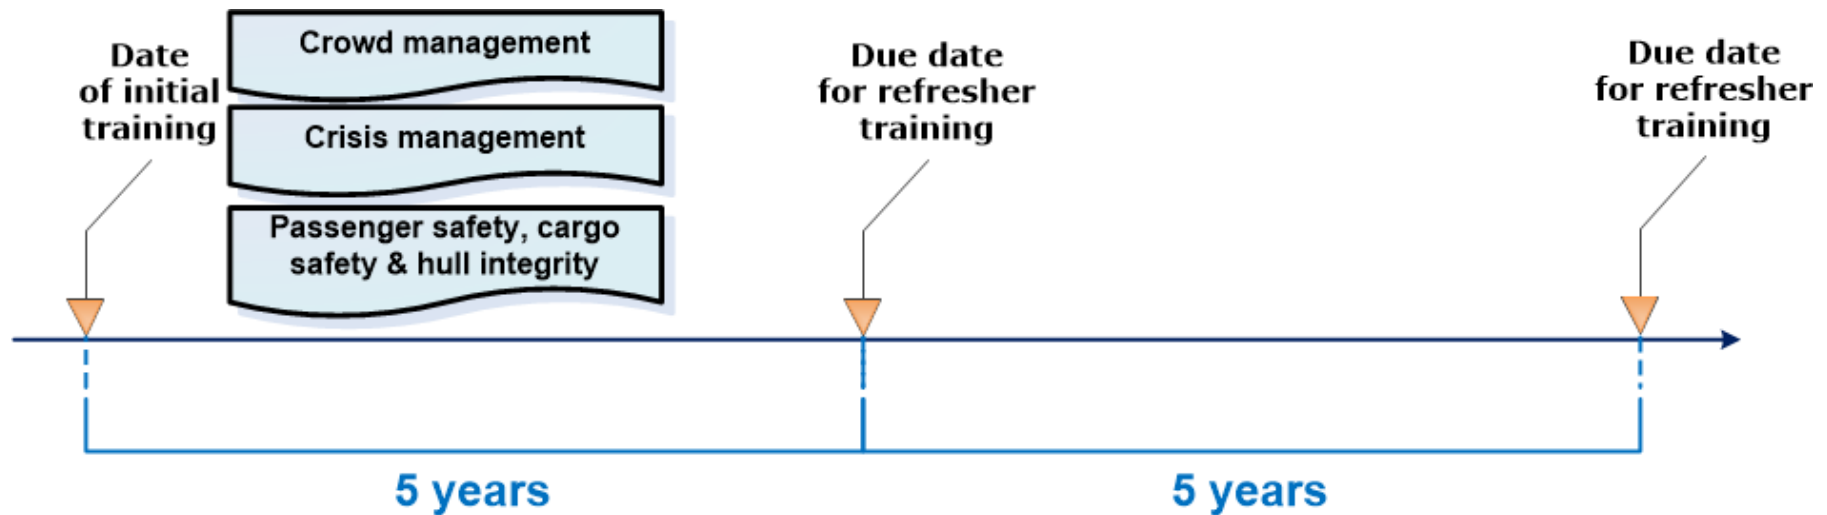 Date
of initial
training
Crowd management
Crisis management
Passenger safety, cargo
safety & hull integrity
Due date
for refresher
training
Due date
for refresher
training
5 years
5 years